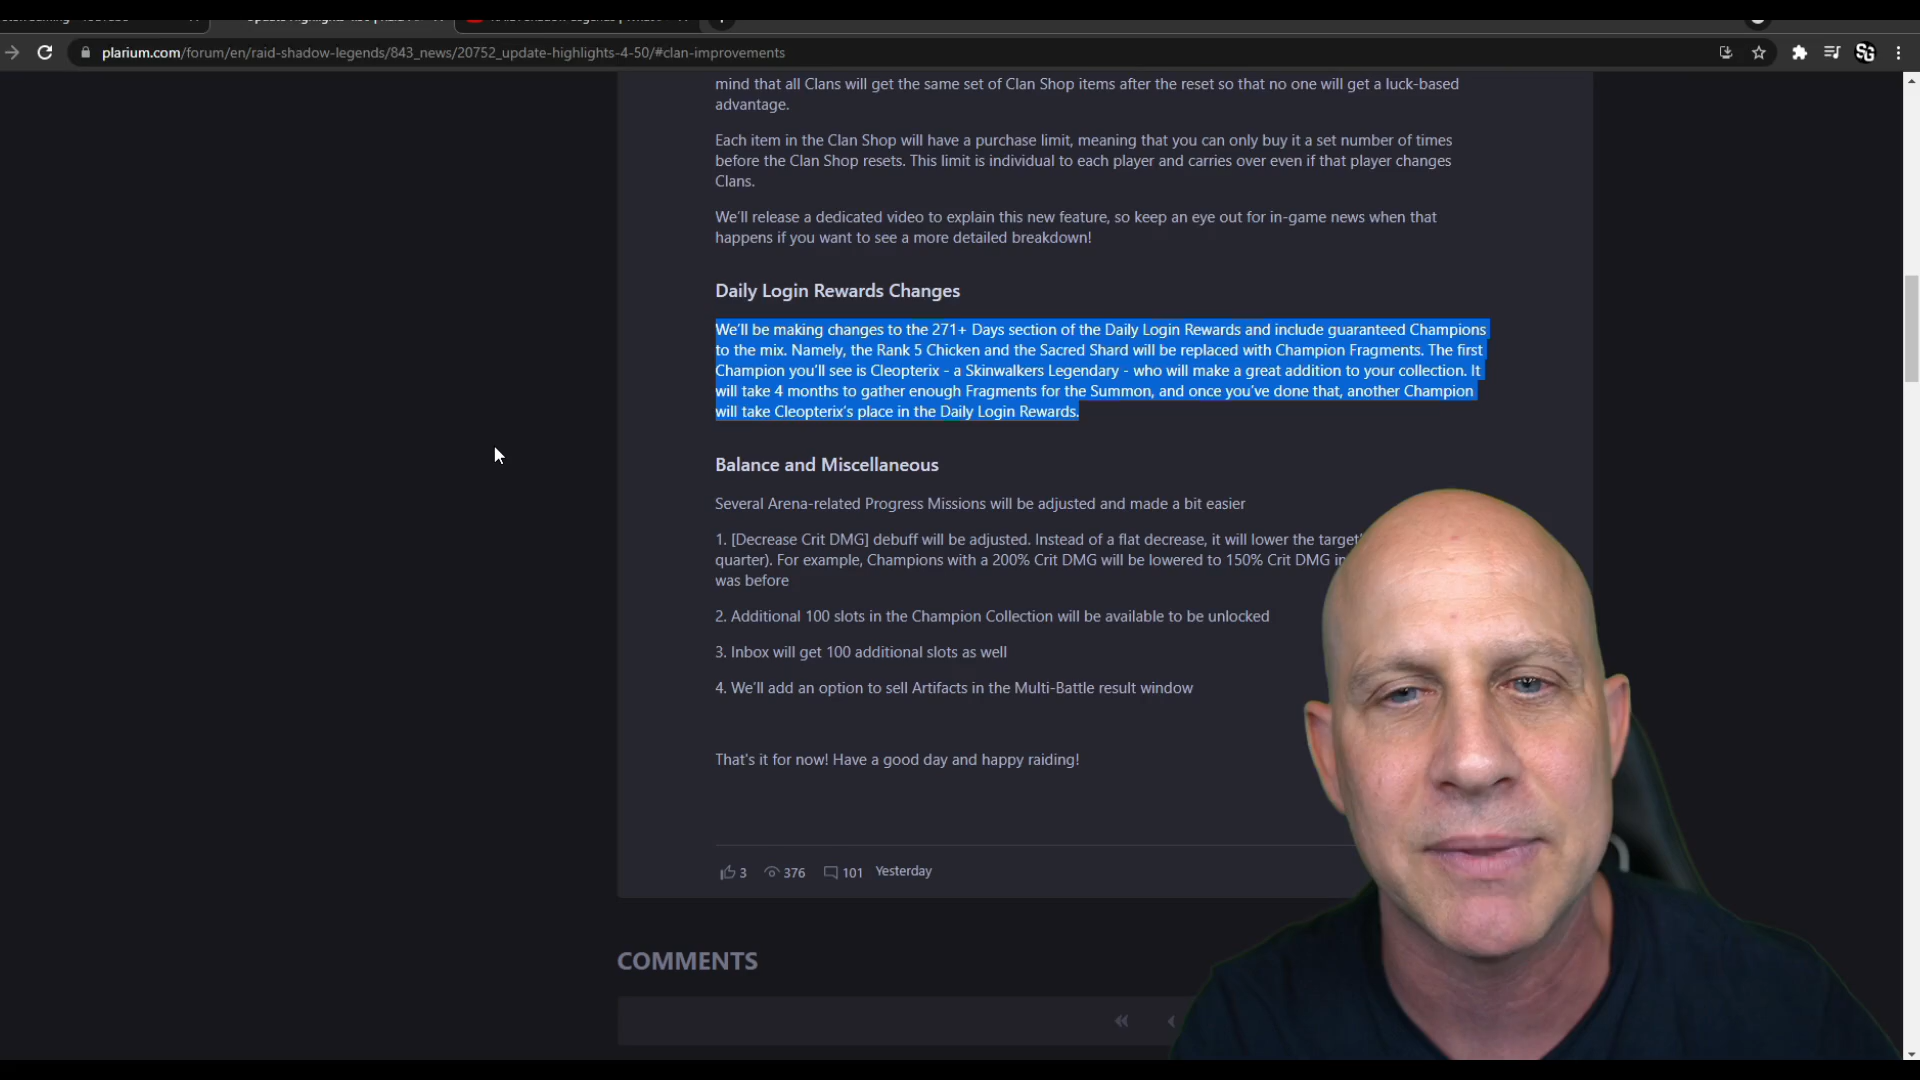 plarium.com/forum/en/raid-shadow-legends/843_news/20752_update-highlights-4-50/#clan-improvements
SG
mind that all Clans will get the same set of Clan Shop items after the reset so that no one will get a luck-based
advantage.
Each item in the Clan Shop will have a purchase limit, meaning that you can only buy it a set number of times
before the Clan Shop resets. This limit is individual to each player and carries over even if that player changes
Clans.
We'll release a dedicated video to explain this new feature, so keep an eye out for in-game news when that
happens if you want to see a more detailed breakdown!
Daily Login Rewards Changes
We'll be making changes to the 271+ Days section of the Daily Login Rewards and include guaranteed Champions
to the mix. Namely, the Rank 5 Chicken and the Sacred Shard will be replaced with Champion Fragments. The first
Champion you'll see is Cleopterix - a Skinwalkers Legendary - who will make a great addition to your collection. It
will take 4 months to gather enough Fragments for the Summon, and once you've done that, another Champion
will take Cleopterix's place in the Daily Login Rewards.
Balance and Miscellaneous
Several Arena-related Progress Missions will be adjusted and made a bit easier
1. [Decrease Crit DMG] debuff will be adjusted. Instead of a flat decrease, it will lower the target'
quarter). For example, Champions with a 200% Crit DMG will be lowered to 150% Crit DMG
was before
2. Additional 100 slots in the Champion Collection will be available to be unlocked
3. Inbox will get 100 additional slots as well
4. We'll add an option to sell Artifacts in the Multi-Battle result window
That's it for now! Have a good day and happy raiding!
3 376 101 Yesterday
COMMENTS